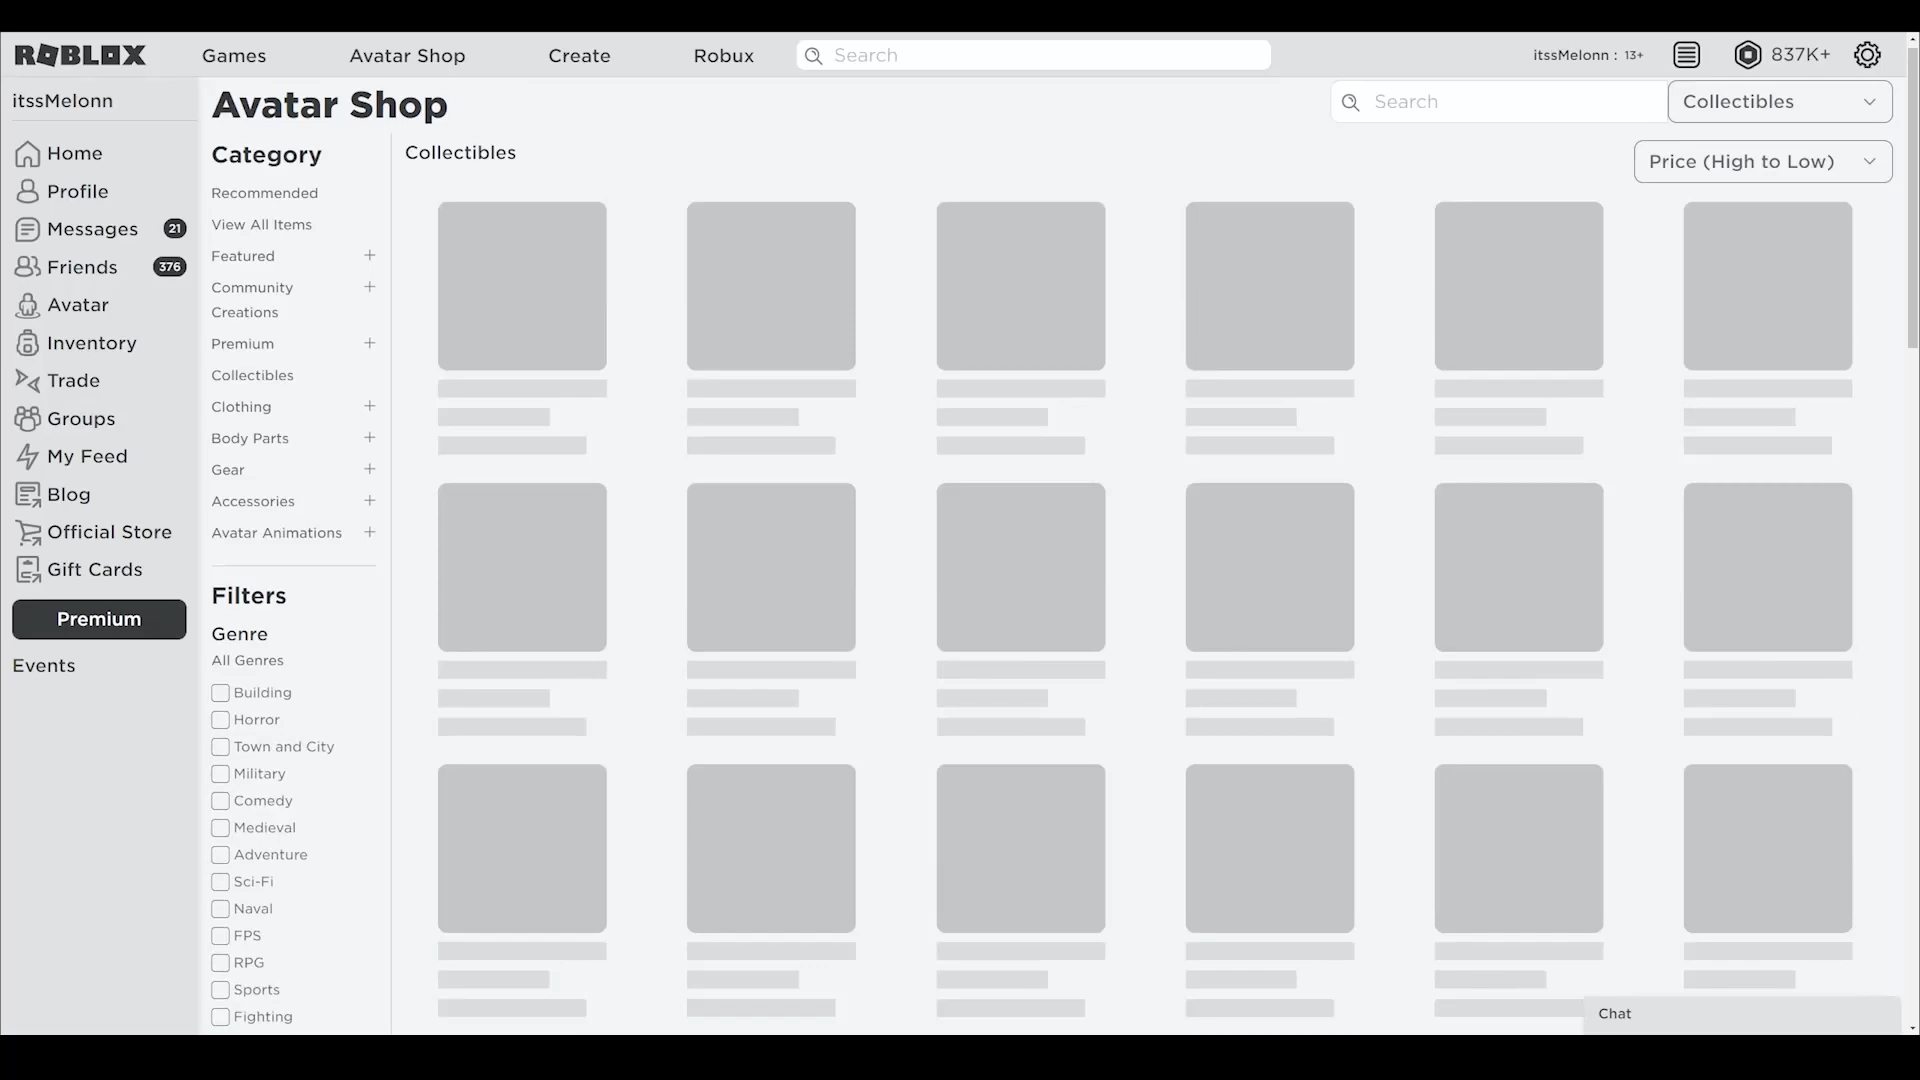 ROBLOX
Games
Avatar Shop
Create
Robux
Search
itssMelonn : 13+
837K+
itssMelonn
Home
Profile
Messages 21
Friends 376
Avatar
Inventory
Trade
Groups
My Feed
Blog
Official Store
Gift Cards
Premium
Events
Avatar Shop
Search
Collectibles
Category
Recommended
View All Items
Featured +
Community +
Creations
Premium +
Collectibles
Clothing +
Body Parts +
Gear +
Accessories +
Avatar Animations +
Filters
Genre
All Genres
Building
Horror
Town and City
Military
Comedy
Medieval
Adventure
Sci-Fi
Naval
FPS
RPG
Sports
Fighting
Collectibles
Price (High to Low)
Chat